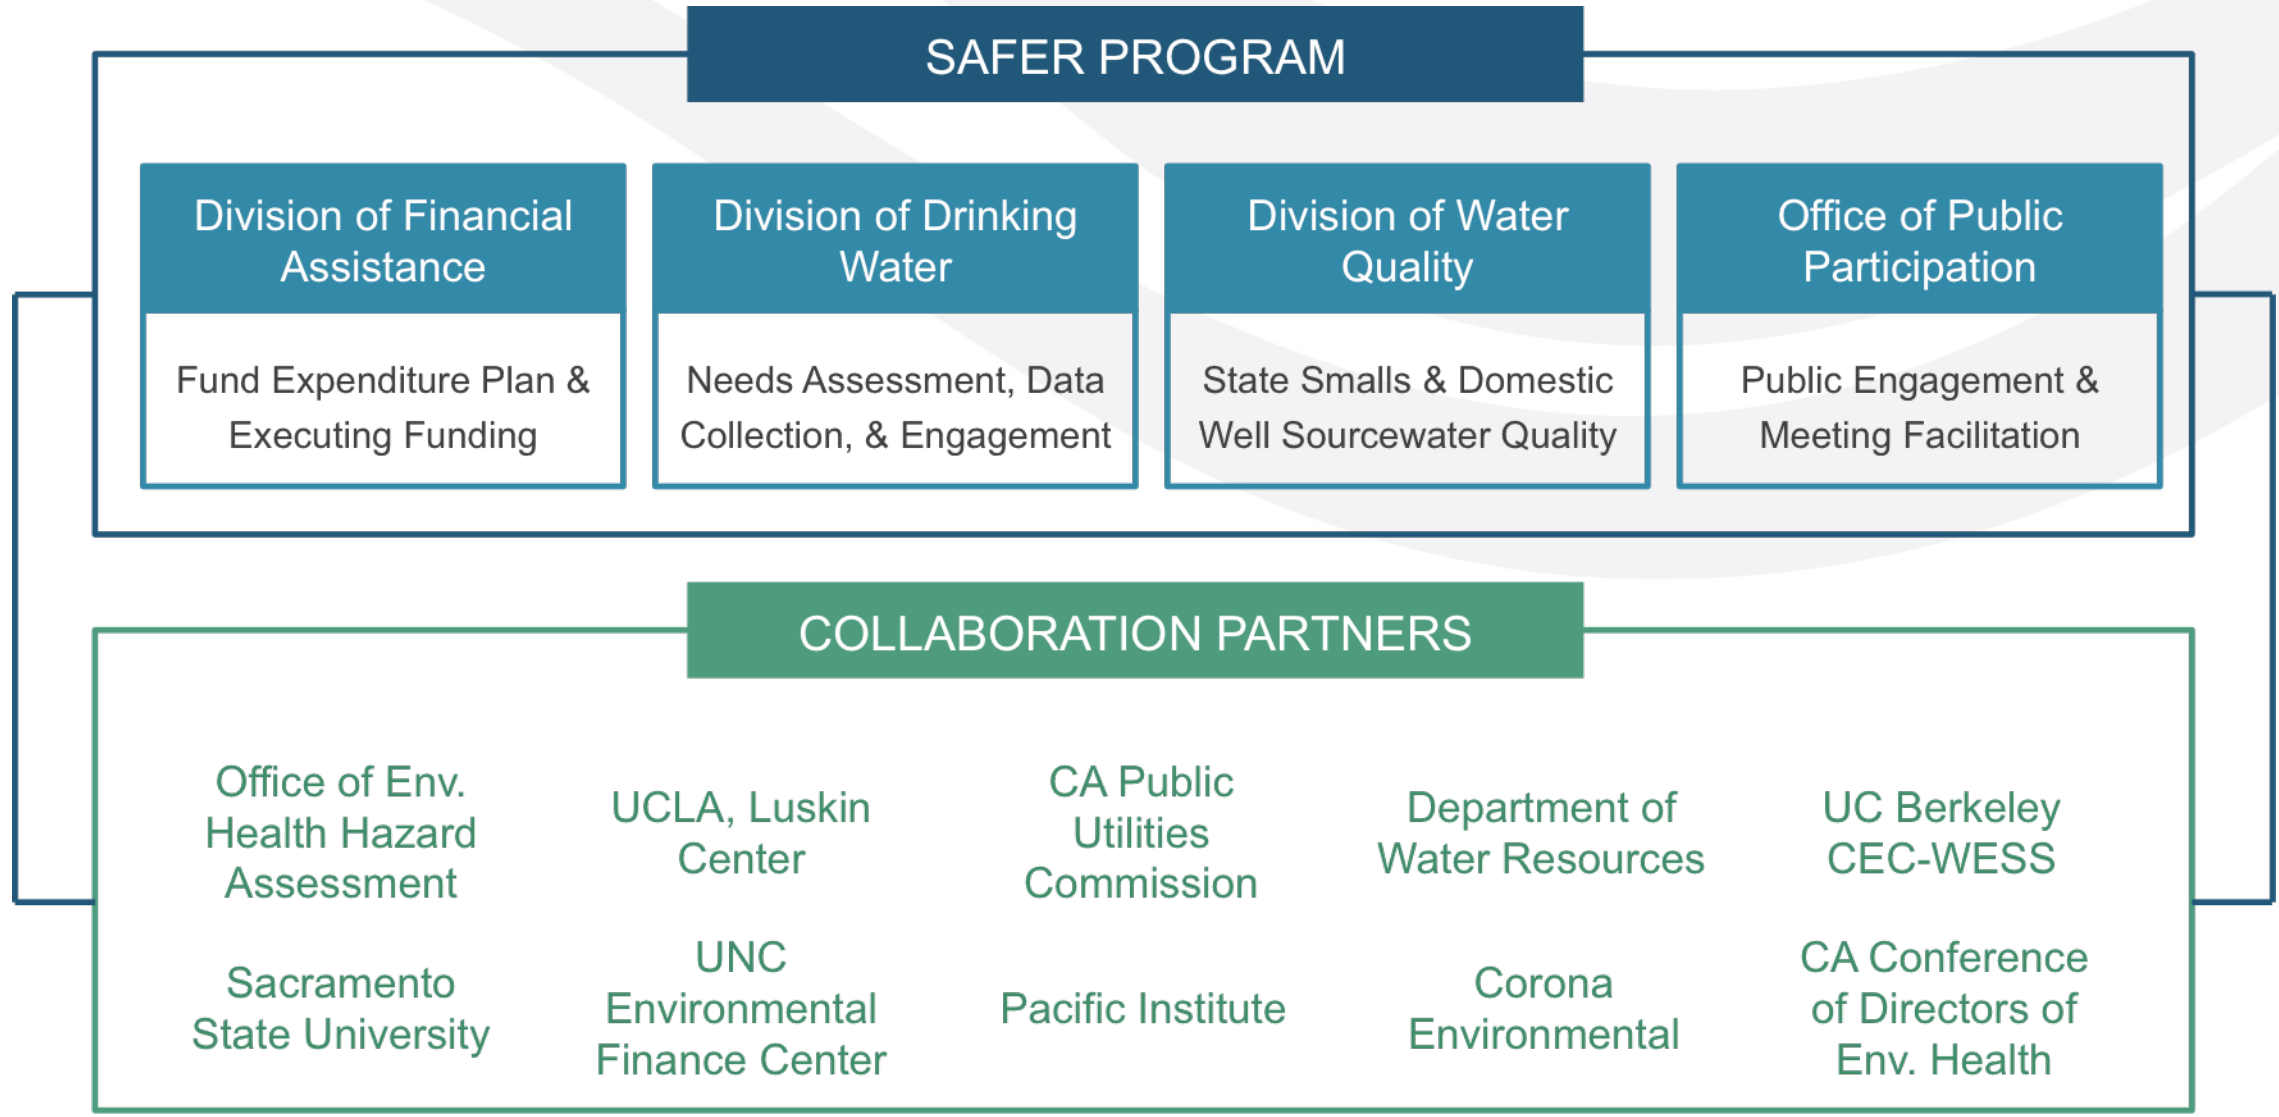 SAFER PROGRAM
Division of Financial
Assistance
Fund Expenditure Plan &
Executing Funding
Division of Drinking
Water
Needs Assessment, Data
Collection, & Engagement
Division of Water
Quality
State Smalls & Domestic
Well Sourcewater Quality
Office of Public
Participation
Public Engagement &
Meeting Facilitation
COLLABORATION PARTNERS
Office of Env.
Health Hazard
Assessment
UCLA, Luskin
Center
CA Public
Utilities
Commission
Department of
Water Resources
UC Berkeley
CEC-WESS
Sacramento
State University
UNC
Environmental
Finance Center
Pacific Institute
Corona
Environmental
CA Conference
of Directors of
Env. Health